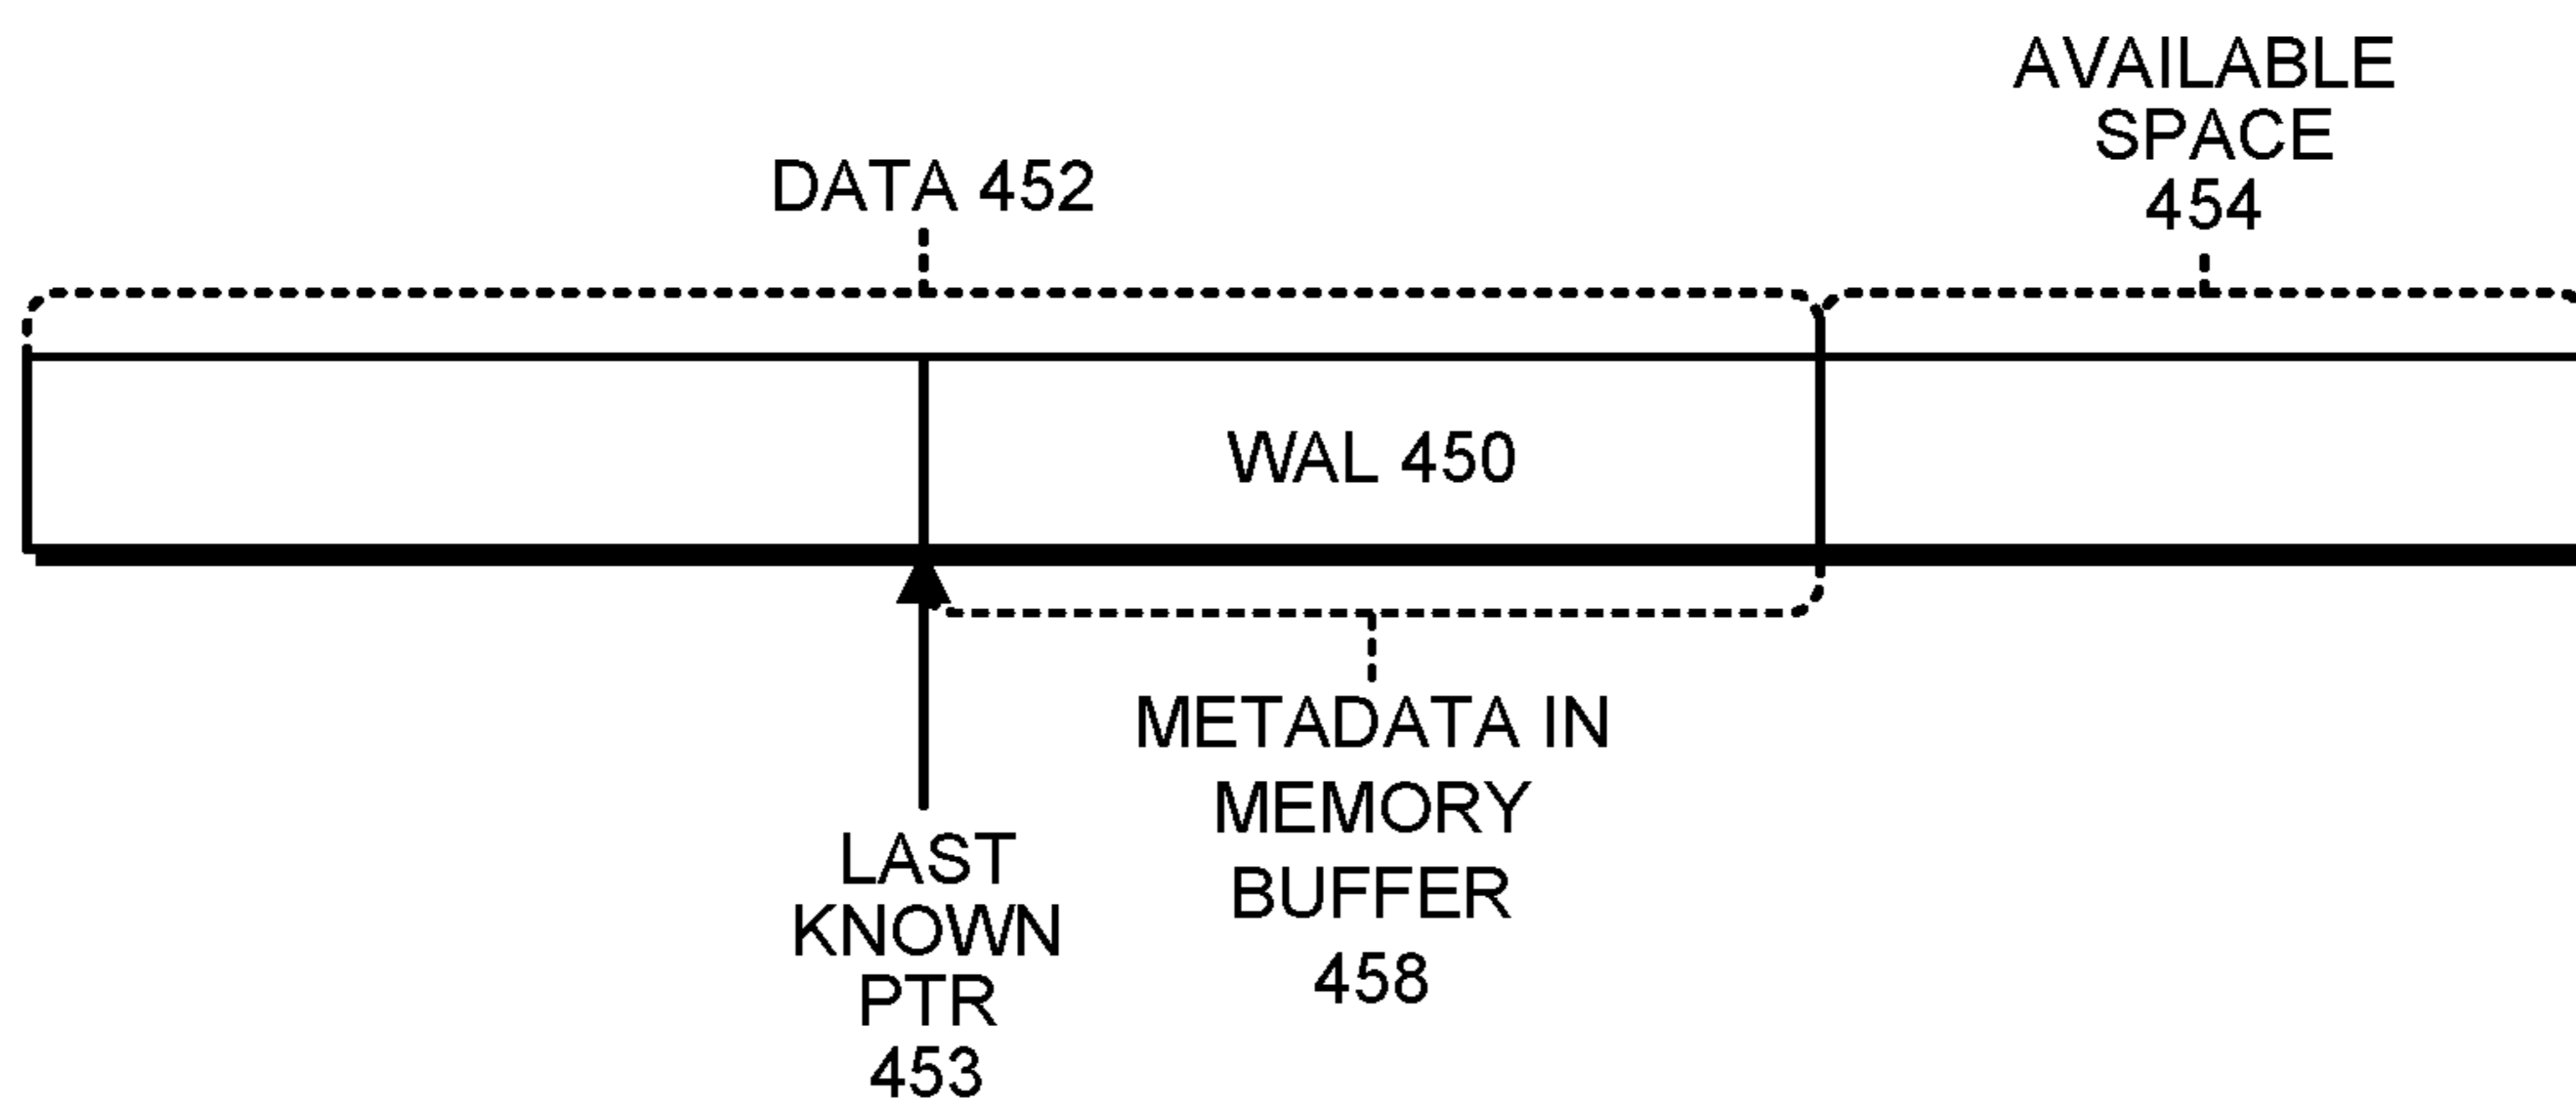 AVAILABLE
SPACE
454
DATA 452
WAL 450
METADATA IN
MEMORY
BUFFER
458
LAST
KNOWN
PTR
453